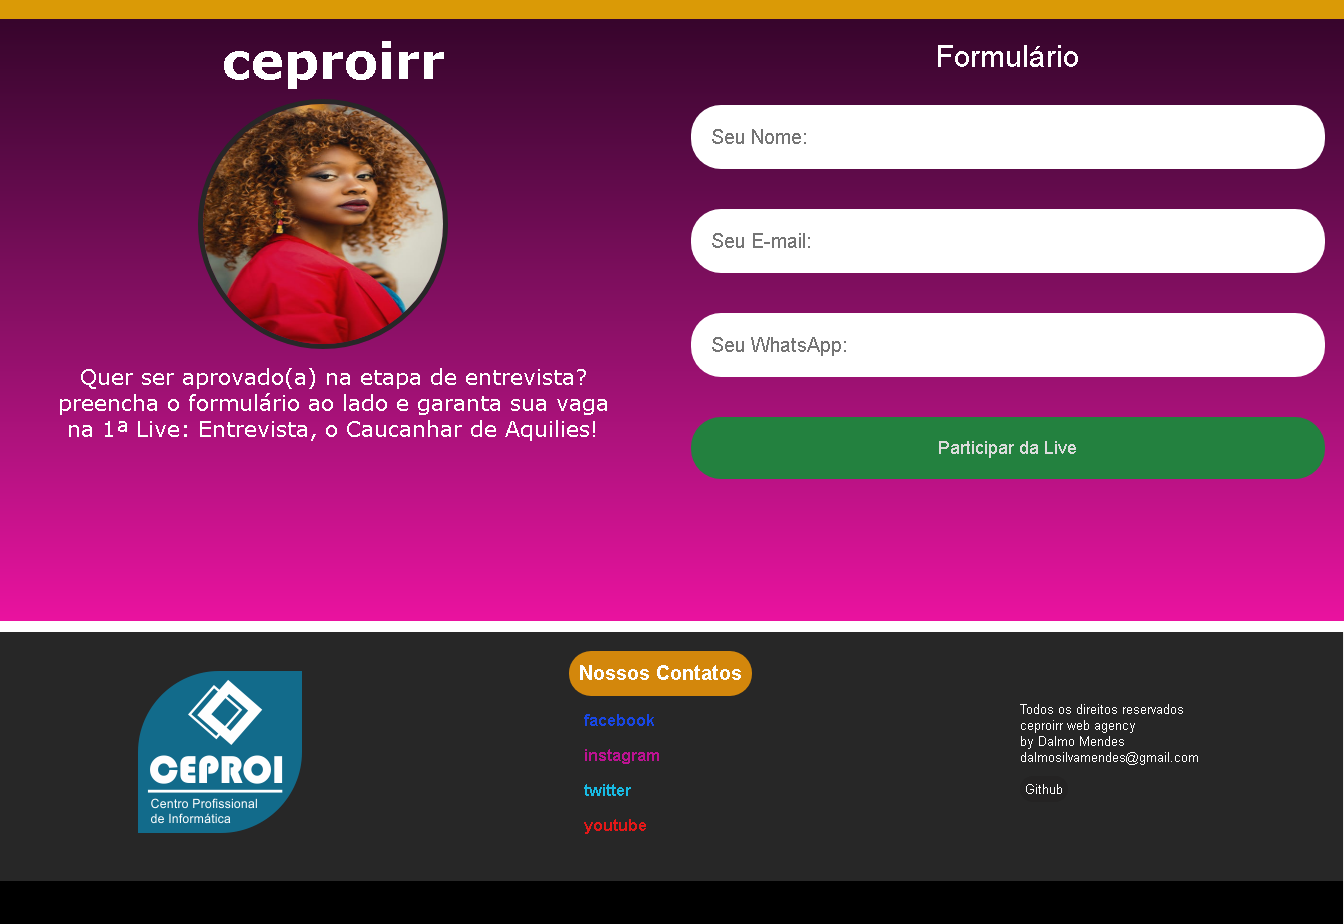 ceproirr
Quer ser aprovado(a) na etapa de entrevista?
preencha o formulário ao lado e garanta sua vaga
na 1ª Live: Entrevista, o Caucanhar de Aquilies!
Formulário
Seu Nome:
Seu E-mail:
Seu WhatsApp:
Participar da Live
CEPROI
Centro Profissional
de Informática
Nossos Contatos
facebook
instagram
twitter
youtube
Todos os direitos reservados
ceproirr web agency
by Dalmo Mendes
dalmosilvamendes@gmail.com
Github